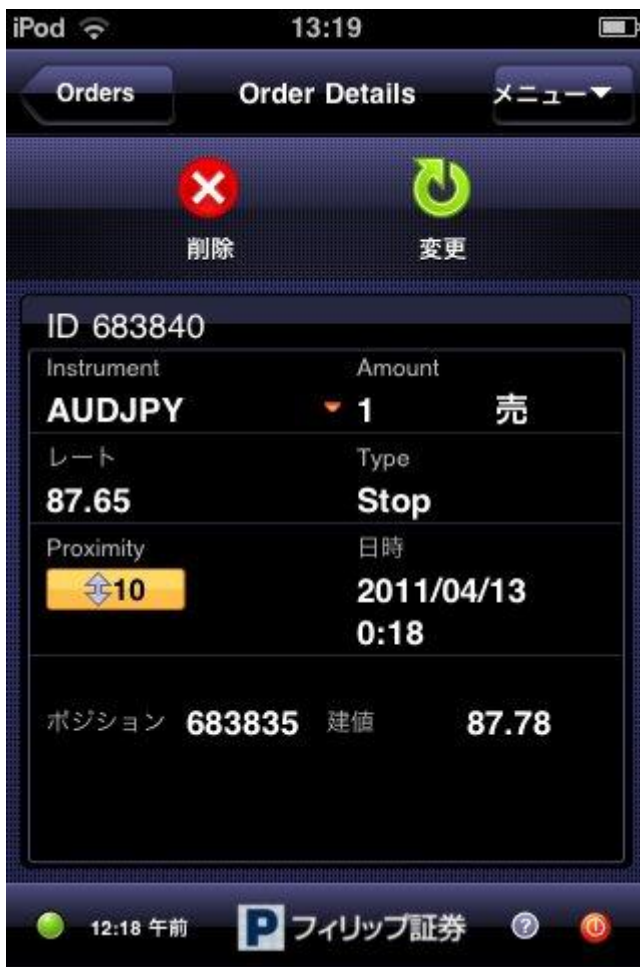 iPod 13:19
Orders Order Details メニュー▼
削除 変更
ID 683840
Instrument Amount
AUDJPY 1 売
レート Type
87.65 Stop
Proximity 日時
10 2011/04/13
0:18
ポジション 683835 建値 87.78
12:18 午前 P フィリップ証券 ?